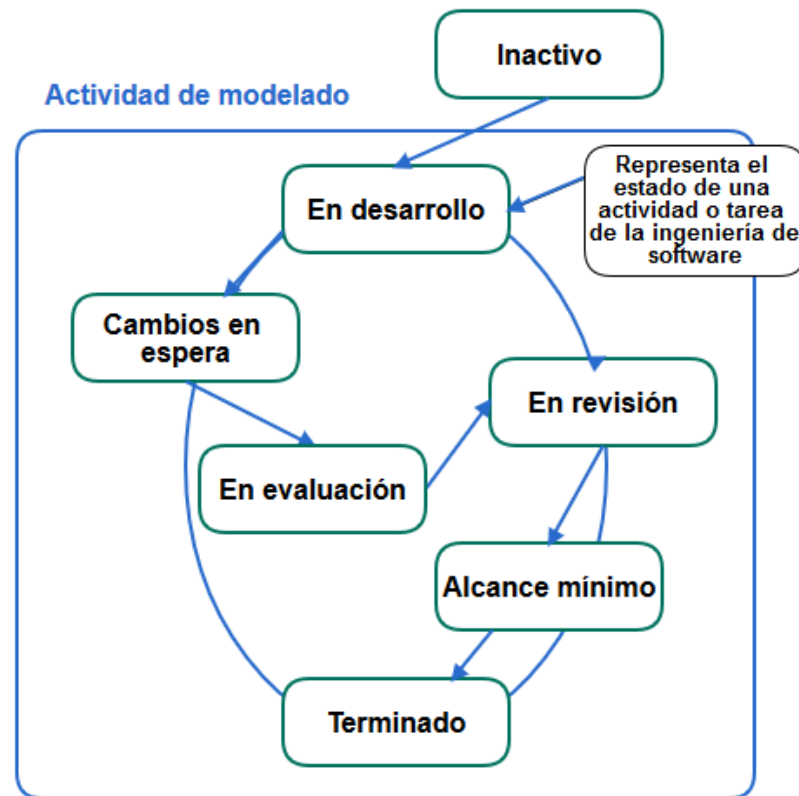 Inactivo
Actividad de modelado
Representa el
estado de una
actividad o tarea
de la ingeniería de
software
En desarrollo
Cambios en
espera
En revisión
En evaluación
Alcance mínimo
Terminado